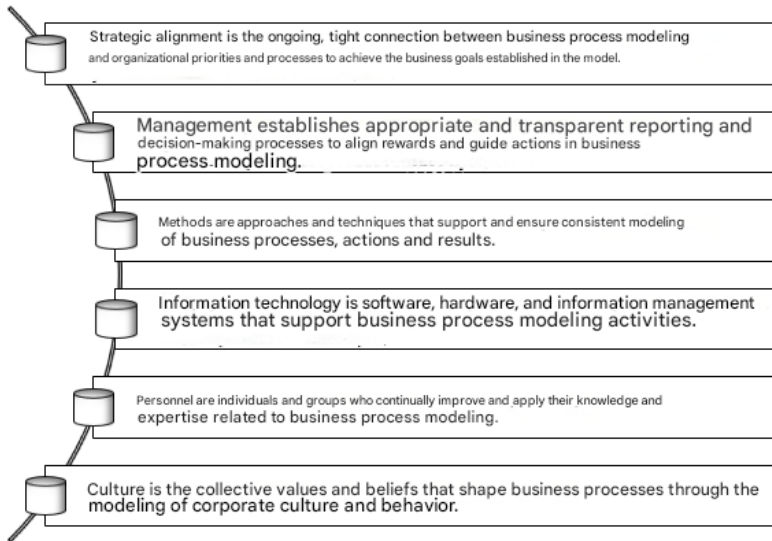 Strategic alignment is the ongoing, tight connection between business process modeling
and organizational priorities and processes to achieve the business goals established in the model.
Management establishes appropriate and transparent reporting and
decision-making processes to align rewards and guide actions in business
process modeling.
Methods are approaches and techniques that support and ensure consistent modeling
of business processes, actions and results.
Information technology is software, hardware, and information management
systems that support business process modeling activities.
Personnel are individuals and groups who continually improve and apply their knowledge and
expertise related to business process modeling.
Culture is the collective values and beliefs that shape business processes through the
modeling of corporate culture and behavior.